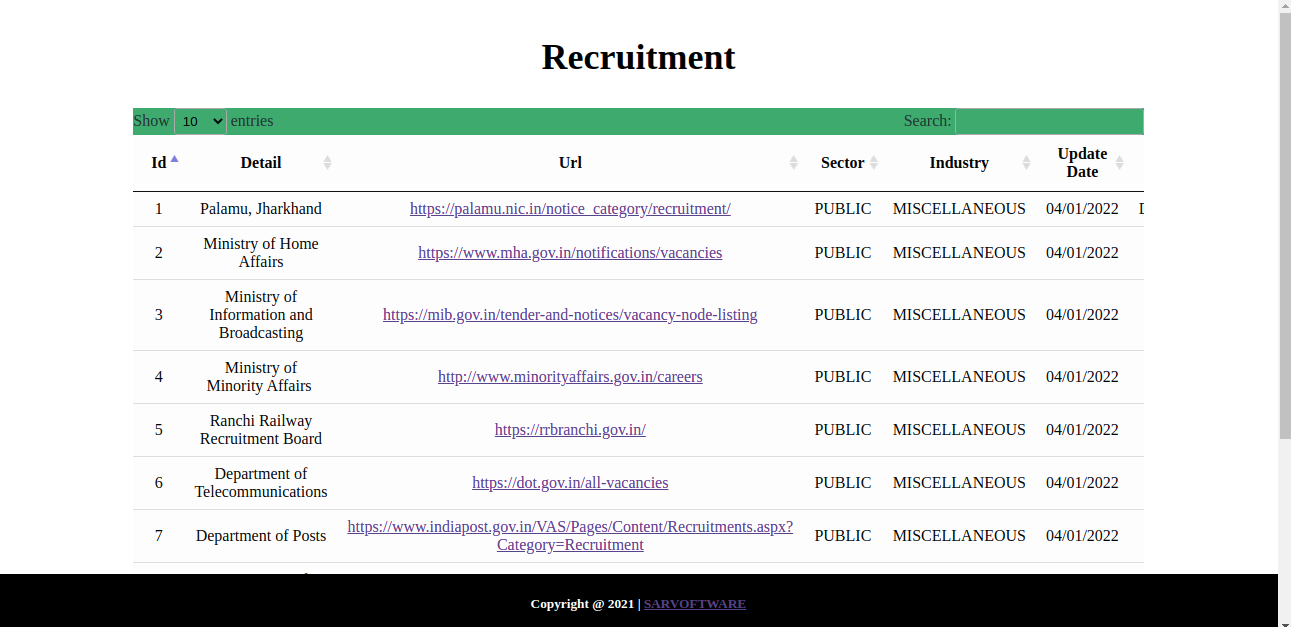 Recruitment
Show 10 entries Search:
Id Detail Url Sector Industry Update Date
1 Palamu, Jharkhand https://palamu.nic.in/notice_category/recruitment/ PUBLIC MISCELLANEOUS 04/01/2022
2 Ministry of Home Affairs https://www.mha.gov.in/notifications/vacancies PUBLIC MISCELLANEOUS 04/01/2022
3 Ministry of Information and Broadcasting https://mib.gov.in/tender-and-notices/vacancy-node-listing PUBLIC MISCELLANEOUS 04/01/2022
4 Ministry of Minority Affairs http://www.minorityaffairs.gov.in/careers PUBLIC MISCELLANEOUS 04/01/2022
5 Ranchi Railway Recruitment Board https://rrbranchi.gov.in/ PUBLIC MISCELLANEOUS 04/01/2022
6 Department of Telecommunications https://dot.gov.in/all-vacancies PUBLIC MISCELLANEOUS 04/01/2022
7 Department of Posts https://www.indiapost.gov.in/VAS/Pages/Content/Recruitments.aspx?Category=Recruitment PUBLIC MISCELLANEOUS 04/01/2022
Copyright @ 2021 | SARVOFTWARE